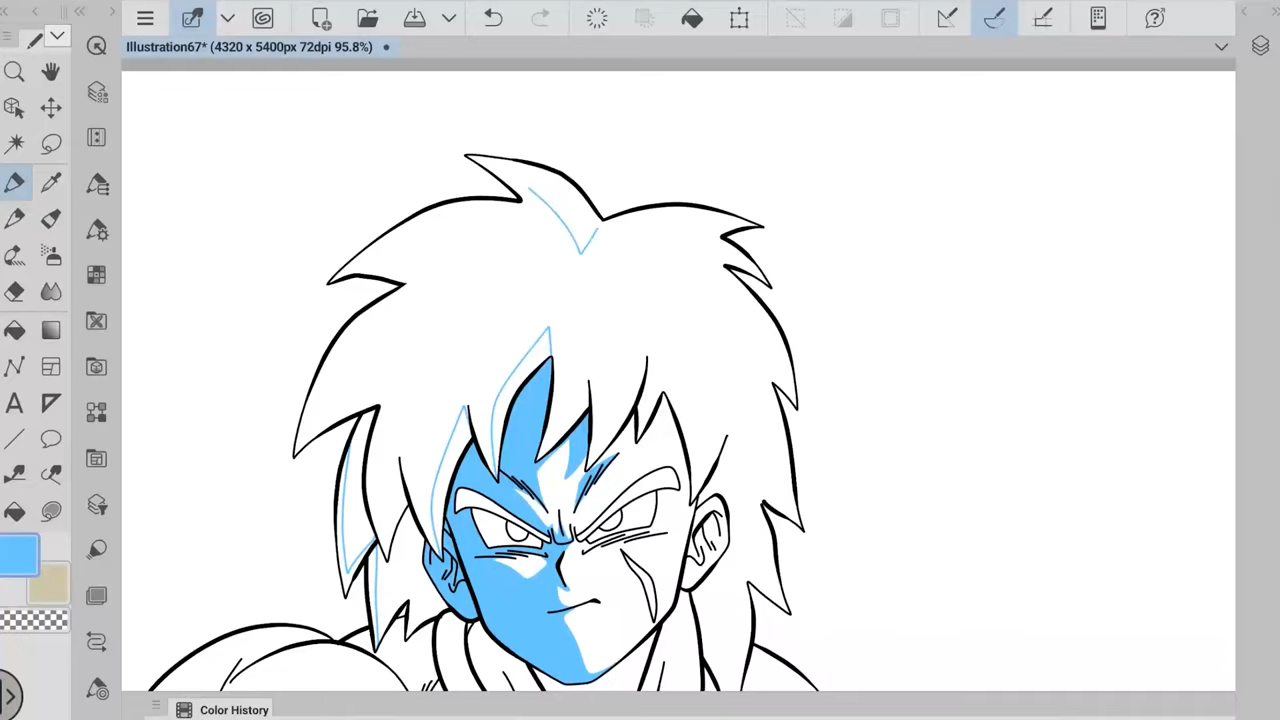 Illustration67* (4320 x 5400px 72dpi 95.8%)
Color History